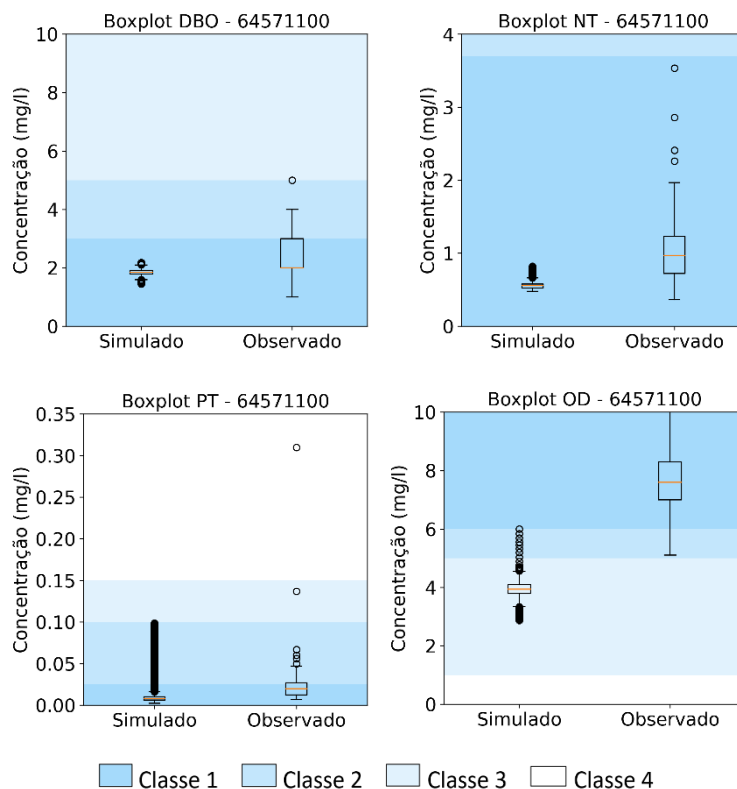 Boxplot DBO - 64571100
Concentração (mg/l)
10
8
6
4
2
0
Simulado Observado
Boxplot NT - 64571100
Concentração (mg/l)
4
3
2
1
0
Simulado Observado
Boxplot PT - 64571100
Concentração (mg/l)
0.35
0.30
0.25
0.20
0.15
0.10
0.05
0.00
Simulado Observado
Boxplot OD - 64571100
Concentração (mg/l)
10
8
6
4
2
0
Simulado Observado
Classe 1 Classe 2 Classe 3 Classe 4